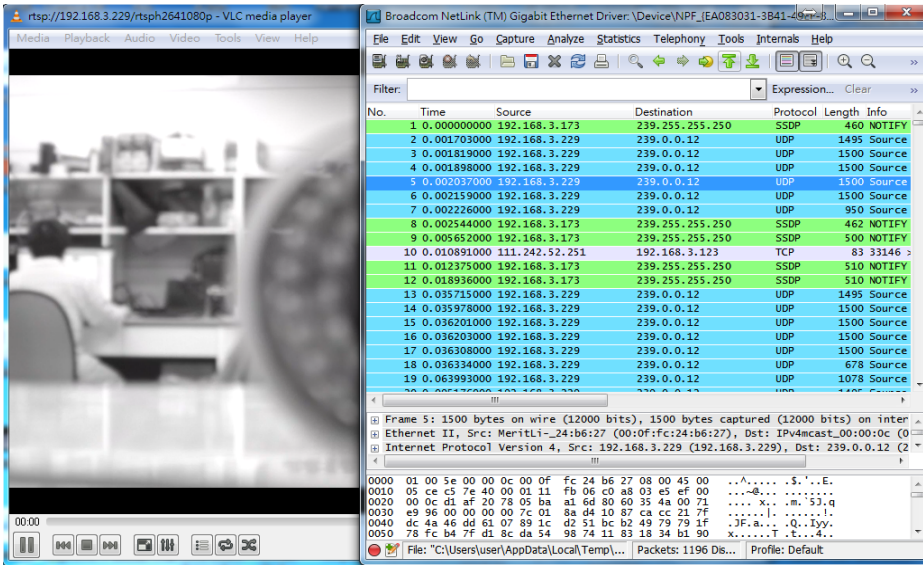 rtsp://192.168.3.229/rtsph2641080p - VLC media player
Media Playback Audio Video Tools View Help
00:00
Broadcom NetLink (TM) Gigabit Ethernet Driver: \Device\NPF_{EA083031-3B41-49
File Edit View Go Capture Analyze Statistics Telephony Tools Internals Help
Filter: Expression... Clear »
No. Time Source Destination Protocol Length Info
1 0.000000000 192.168.3.173 239.255.255.250 SSDP 460 NOTIFY
2 0.001703000 192.168.3.229 239.0.0.12 UDP 1495 Source
3 0.001819000 192.168.3.229 239.0.0.12 UDP 1500 Source
4 0.001898000 192.168.3.229 239.0.0.12 UDP 1500 Source
5 0.002037000 192.168.3.229 239.0.0.12 UDP 1500 Source
6 0.002159000 192.168.3.229 239.0.0.12 UDP 1500 Source
7 0.002226000 192.168.3.229 239.0.0.12 UDP 950 Source
8 0.002544000 192.168.3.173 239.255.255.250 SSDP 462 NOTIFY
9 0.005652000 192.168.3.173 239.255.255.250 SSDP 500 NOTIFY
10 0.010891000 111.242.52.251 192.168.3.123 TCP 83 33146 >
11 0.012375000 192.168.3.173 239.255.255.250 SSDP 510 NOTIFY
12 0.018936000 192.168.3.173 239.255.255.250 SSDP 510 NOTIFY
13 0.035715000 192.168.3.229 239.0.0.12 UDP 1495 Source
14 0.035978000 192.168.3.229 239.0.0.12 UDP 1500 Source
15 0.036201000 192.168.3.229 239.0.0.12 UDP 1500 Source
16 0.036203000 192.168.3.229 239.0.0.12 UDP 1500 Source
17 0.036308000 192.168.3.229 239.0.0.12 UDP 1500 Source
18 0.036334000 192.168.3.229 239.0.0.12 UDP 678 Source
19 0.063993000 192.168.3.229 239.0.0.12 UDP 1078 Source
Frame 5: 1500 bytes on wire (12000 bits), 1500 bytes captured (12000 bits) on inter
Ethernet II, Src: MeritLi-_24:b6:27 (00:0f:fc:24:b6:27), Dst: IPv4mcast_00:00:0c (0
Internet Protocol Version 4, Src: 192.168.3.229 (192.168.3.229), Dst: 239.0.0.12 (2
0000 01 00 5e 00 00 0c 00 0f fc 24 b6 27 08 00 45 00 ..^..... .$.'..E.
0010 05 ce c5 7e 40 00 01 11 fb 06 c0 a8 03 e5 ef 00 ...~@... ........
0020 00 0c d1 af 20 78 05 ba a1 6d 80 60 35 4a 00 71 .... x.. .m.`5J.q
0030 e9 96 00 00 00 00 7c 01 8a d4 10 87 ca cc 21 7f ......|. ......!.
0040 dc 4a 46 dd 61 07 89 1c d2 51 bc b2 49 79 79 1f .JF.a... .Q..Iyy.
0050 78 fc b4 7f d1 8c da 54 98 74 11 83 18 34 b1 90 x......T .t...4..
File: "C:\Users\user\AppData\Local\Temp\... Packets: 1196 Dis... Profile: Default